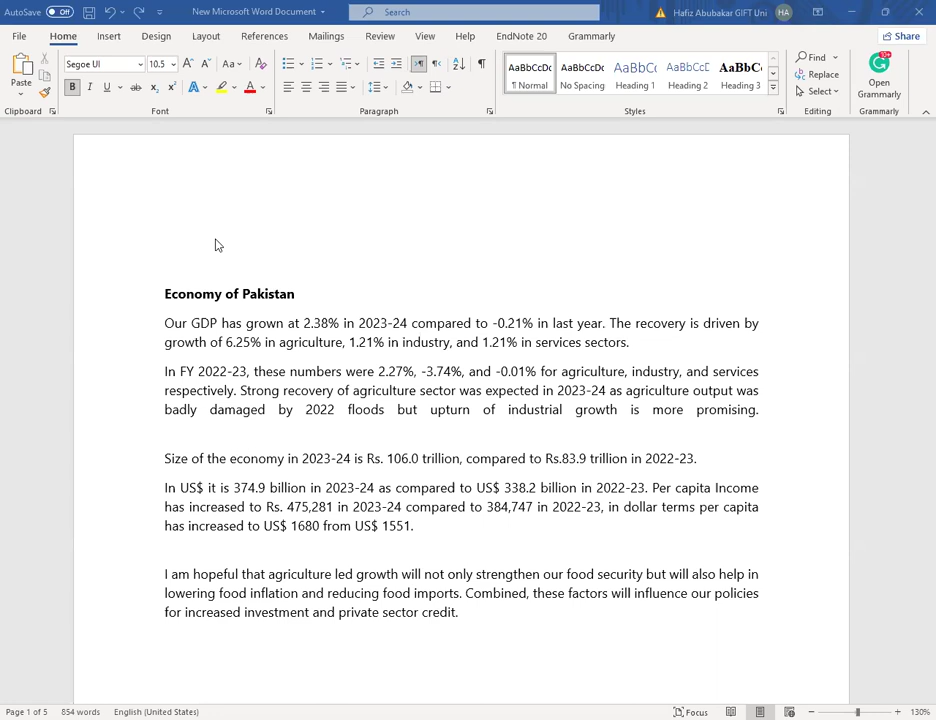 AutoSave Off New Microsoft Word Document Search Hafiz Abubakar GIFT Uni HA
File Home Insert Design Layout References Mailings Review View Help EndNote 20 Grammarly Share
Segoe UI 10.5 Aa
Paste
B I U ab x₂ x² A A
AaBbCcDc AaBbCcDc AaBbCc AaBbCcD AaBbC
¶ Normal No Spacing Heading 1 Heading 2 Heading 3
Find
Replace
Select
Open
Grammarly
Clipboard Font Paragraph Styles Editing Grammarly
Economy of Pakistan
Our GDP has grown at 2.38% in 2023-24 compared to -0.21% in last year. The recovery is driven by
growth of 6.25% in agriculture, 1.21% in industry, and 1.21% in services sectors.
In FY 2022-23, these numbers were 2.27%, -3.74%, and -0.01% for agriculture, industry, and services
respectively. Strong recovery of agriculture sector was expected in 2023-24 as agriculture output was
badly damaged by 2022 floods but upturn of industrial growth is more promising.
Size of the economy in 2023-24 is Rs. 106.0 trillion, compared to Rs.83.9 trillion in 2022-23.
In US$ it is 374.9 billion in 2023-24 as compared to US$ 338.2 billion in 2022-23. Per capita Income
has increased to Rs. 475,281 in 2023-24 compared to 384,747 in 2022-23, in dollar terms per capita
has increased to US$ 1680 from US$ 1551.
I am hopeful that agriculture led growth will not only strengthen our food security but will also help in
lowering food inflation and reducing food imports. Combined, these factors will influence our policies
for increased investment and private sector credit.
Page 1 of 5 854 words English (United States) Focus 130%